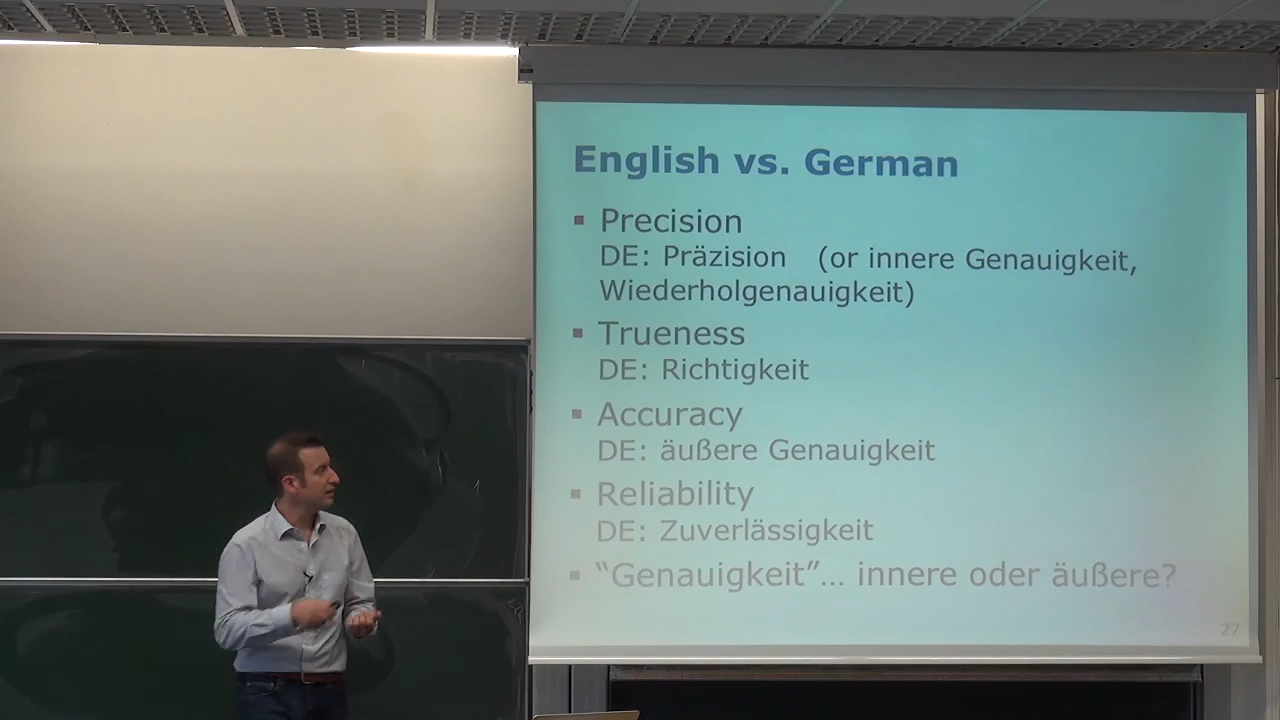 English vs. German
▪ Precision
DE: Präzision (or innere Genauigkeit,
Wiederholgenauigkeit)
▪ Trueness
DE: Richtigkeit
▪ Accuracy
DE: äußere Genauigkeit
▪ Reliability
DE: Zuverlässigkeit
▪ “Genauigkeit”... innere oder äußere?
27